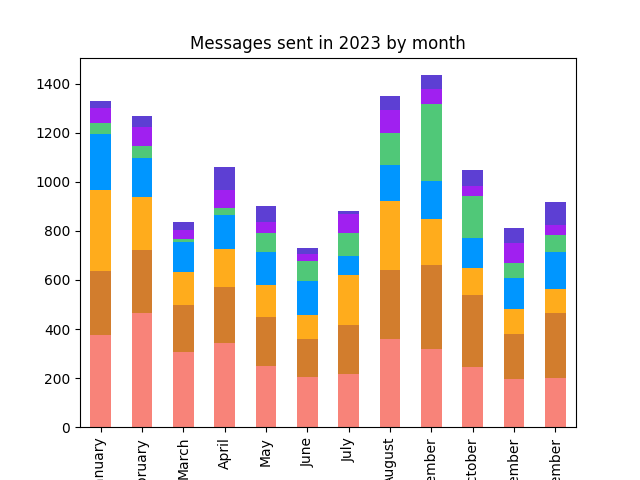 Messages sent in 2023 by month
1400
1200
1000
800
600
400
200
0
nuary
bruary
March
April
May
June
July
ugust
ember
ctober
ember
ember